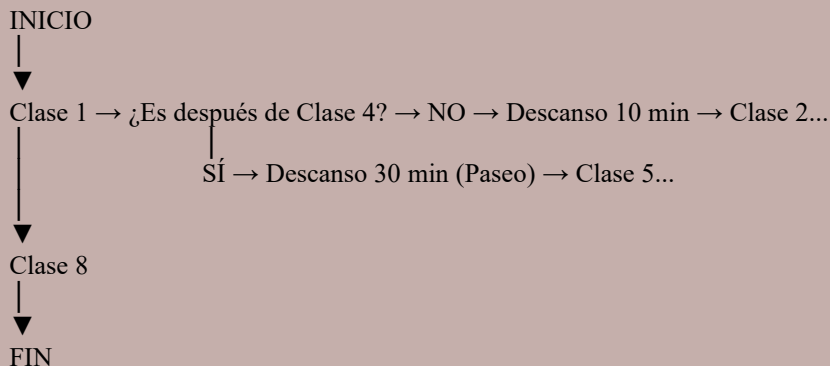 INICIO
Clase 1 → ¿Es después de Clase 4? → NO → Descanso 10 min → Clase 2...
SÍ → Descanso 30 min (Paseo) → Clase 5...
Clase 8
FIN